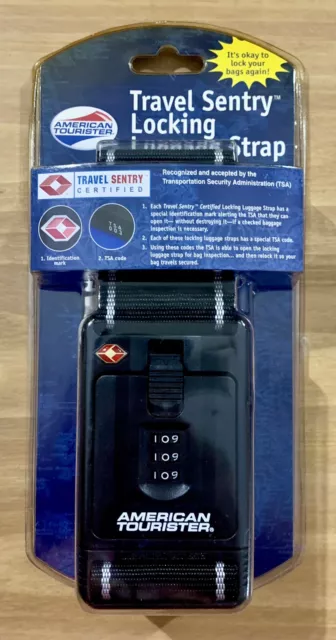 It's okay to
lock your
bags again!
AMERICAN
TOURISTER
Travel Sentry™
Locking
Luggage Strap
TRAVEL SENTRY
CERTIFIED
Recognized and accepted by the
Transportation Security Administration (TSA)
1. Each Travel Sentry™ Certified Locking Luggage Strap has a
special identification mark alerting the TSA that they can
open it — without destroying it—if a checked baggage
inspection is necessary.
2. Each of these locking luggage straps has a special TSA code.
3. Using these codes the TSA is able to open the locking
luggage strap for bag inspection... and then relock it so your
bag travels secured.
1. Identification
mark
2. TSA code
109
109
109
AMERICAN
TOURISTER®